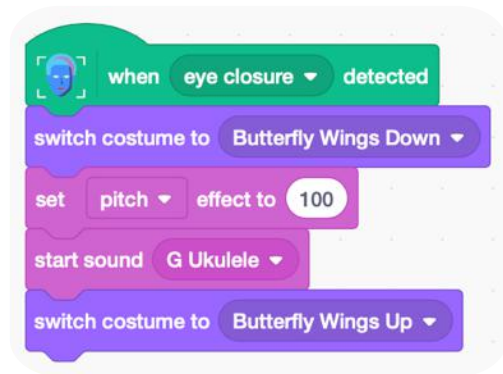 when eye closure detected
switch costume to Butterfly Wings Down
set pitch effect to 100
start sound G Ukulele
switch costume to Butterfly Wings Up